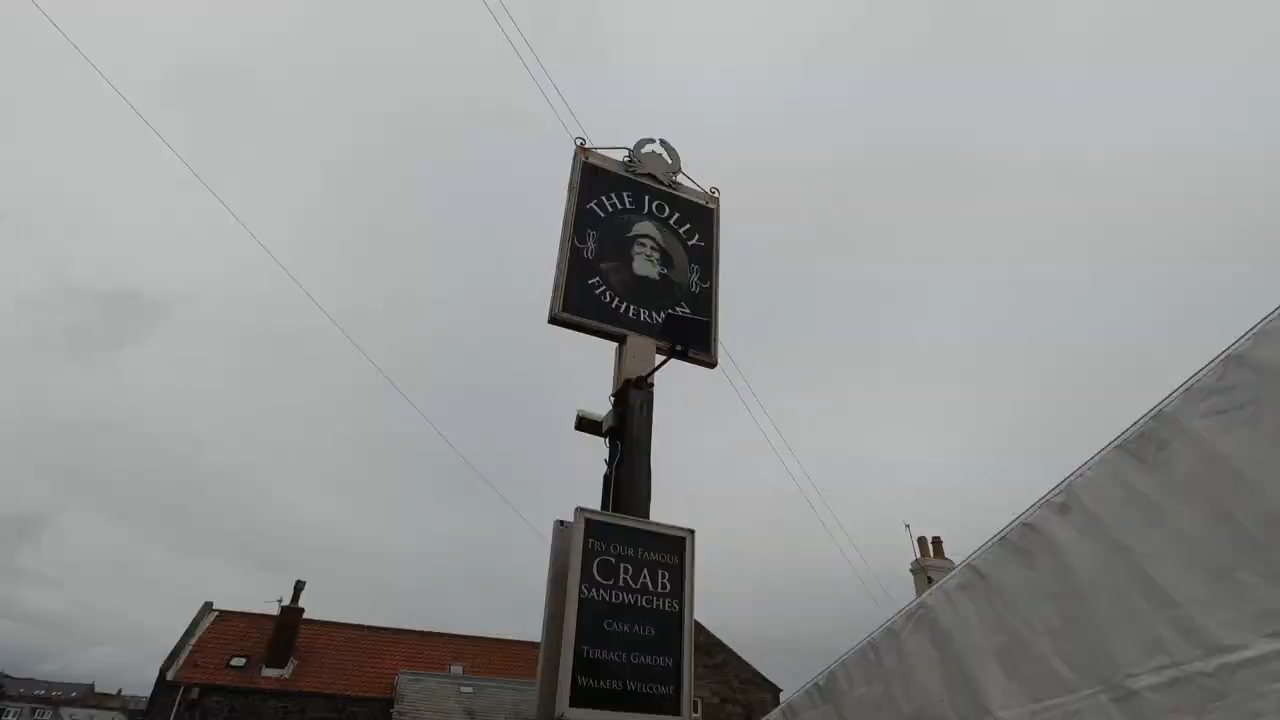 THE JOLLY
FISHERMAN
TRY OUR FAMOUS
CRAB
SANDWICHES
CASK ALES
TERRACE GARDEN
WALKERS WELCOME